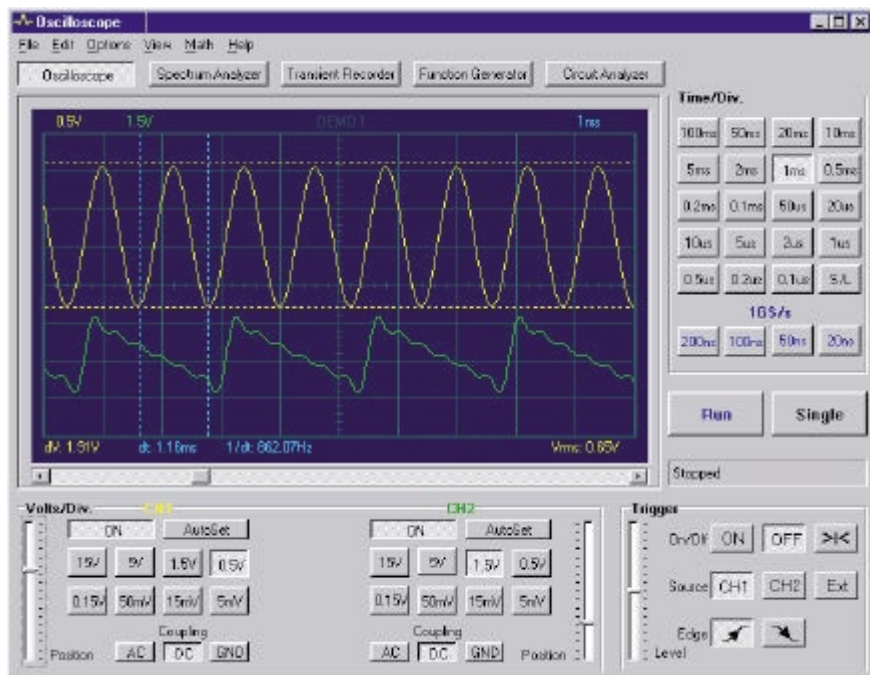 Oscilloscope
File Edit Options View Math Help
Oscilloscope Spectrum Analyzer Transient Recorder Function Generator Circuit Analyzer
0.5V 1.5V DEMO1 1ms
dV: 1.91V dt: 1.16ms 1/dt: 862.07Hz Vrms: 0.65V
Time/Div.
100ms 50ms 20ms 10ms
5ms 2ms 1ms 0.5ms
0.2ms 0.1ms 50us 20us
10us 5us 2us 1us
0.5us 0.2us 0.1us S/L
1GS/s
200ns 100ns 50ns 20ns
Run Single
Stopped
Volts/Div. CH1 CH2
ON AutoSet
15V 5V 1.5V 0.5V
0.15V 50mV 15mV 5mV
Coupling
Position AC DC GND
ON AutoSet
15V 5V 1.5V 0.5V
0.15V 50mV 15mV 5mV
Coupling
AC DC GND Position
Trigger
On/Off ON OFF >|<
Source CH1 CH2 Ext
Edge
Level